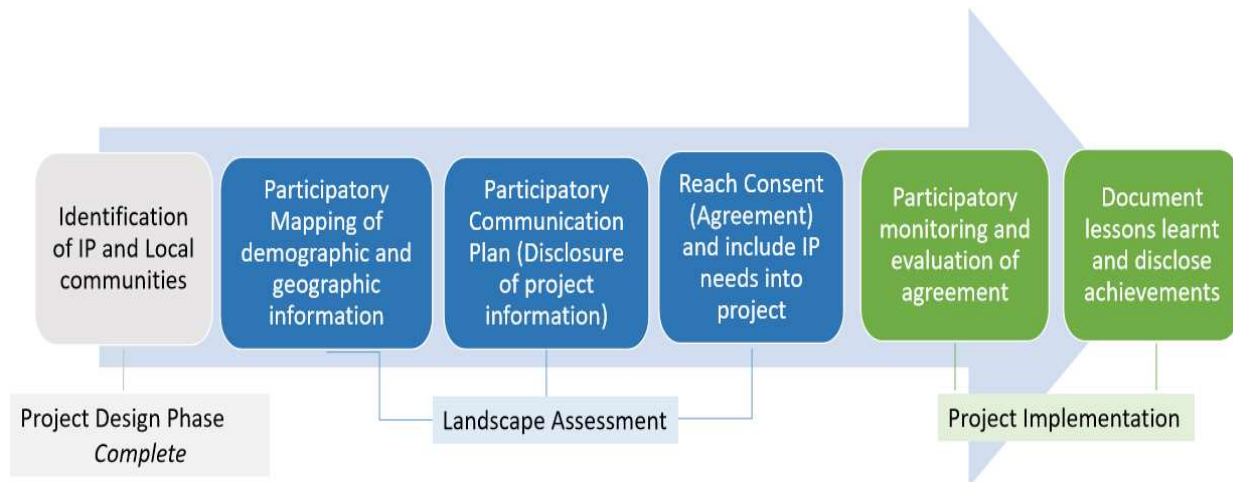 Identification
of IP and Local
communities
Participatory
Mapping of
demographic and
geographic
information
Participatory
Communication
Plan (Disclosure
of project
information)
Reach Consent
(Agreement)
and include IP
needs into
project
Participatory
monitoring and
evaluation of
agreement
Document
lessons learnt
and disclose
achievements
Project Design Phase
Complete
Landscape Assessment
Project Implementation